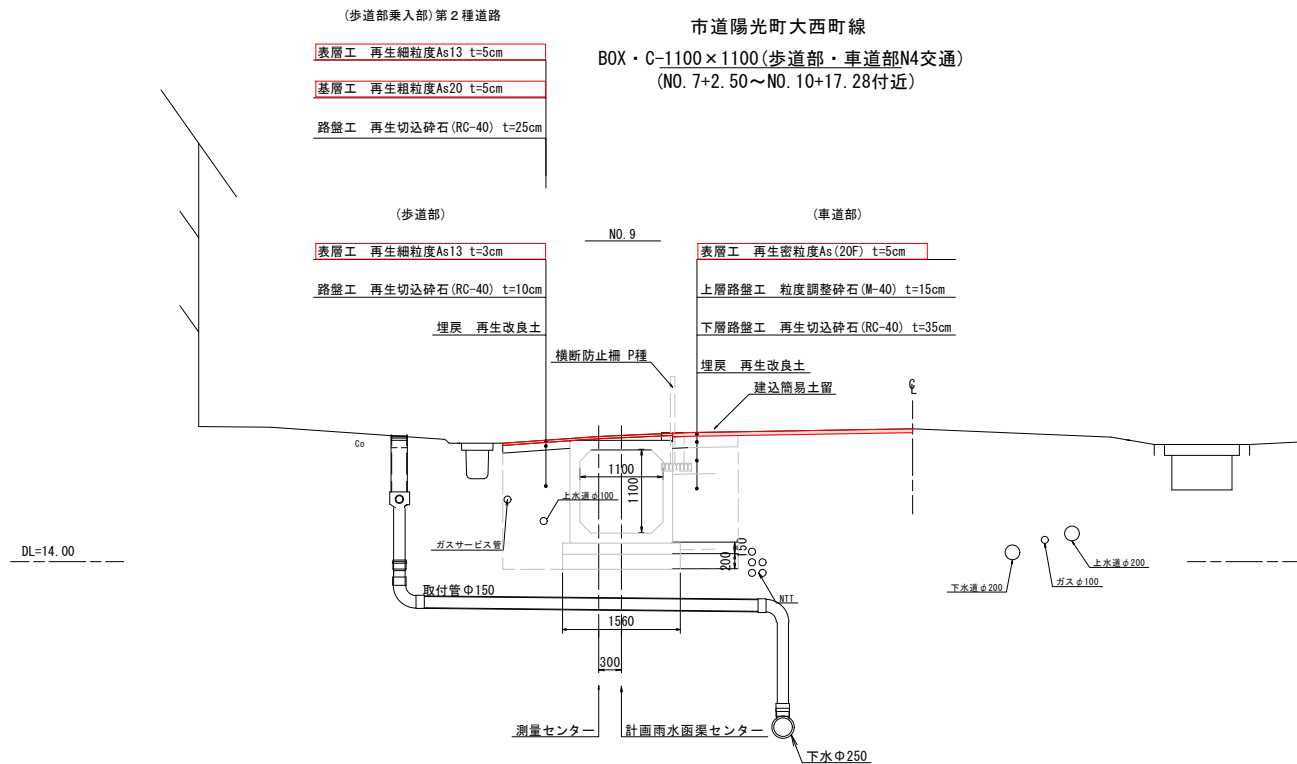 (歩道部乗入部)第2種道路
市道陽光町大西町線
表層工 再生細粒度As13 t=5cm
BOX・C-1100×1100(歩道部・車道部N4交通)
(NO.7+2.50～NO.10+17.28付近)
基層工 再生粗粒度As20 t=5cm
路盤工 再生切込砕石(RC-40) t=25cm
(歩道部)
(車道部)
NO.9
表層工 再生細粒度As13 t=3cm
表層工 再生密粒度As(20F) t=5cm
路盤工 再生切込砕石(RC-40) t=10cm
上層路盤工 粒度調整砕石(M-40) t=15cm
埋戻 再生改良土
下層路盤工 再生切込砕石(RC-40) t=35cm
横断防止柵 P種
埋戻 再生改良土
建込簡易土留
CL
Co
1100
1100
上水道φ100
ガスサービス管
DL=14.00
150
200
上水道φ200
ガスφ100
下水道φ200
取付管Φ150
NTT
1560
300
測量センター
計画雨水函渠センター
下水Φ250